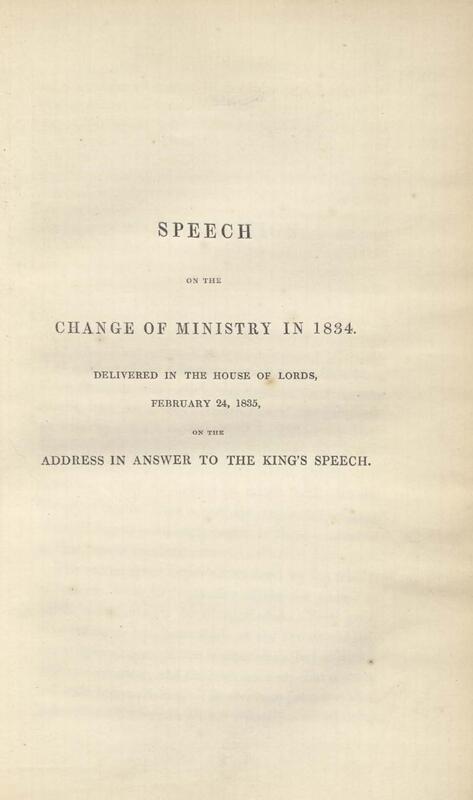 SPEECH
ON THE
CHANGE OF MINISTRY IN 1834.
DELIVERED IN THE HOUSE OF LORDS,
FEBRUARY 24, 1835,
ON THE
ADDRESS IN ANSWER TO THE KING'S SPEECH.